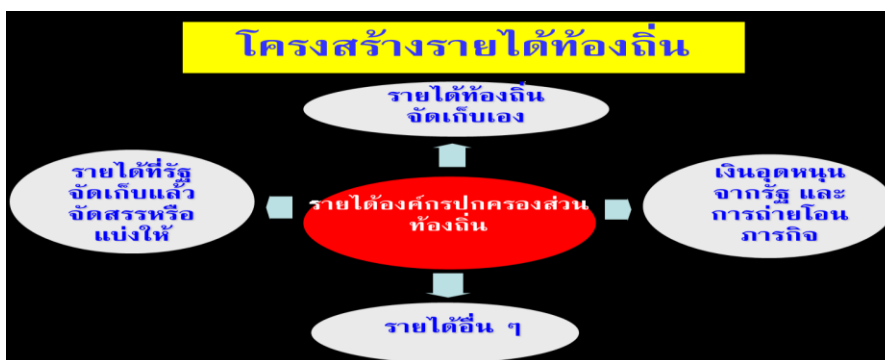 โครงสร้างรายได้ท้องถิ่น
รายได้ท้องถิ่น
จัดเก็บเอง
รายได้ที่รัฐ
จัดเก็บแล้ว
จัดสรรหรือ
แบ่งให้
รายได้องค์กรปกครองส่วน
ท้องถิ่น
เงินอุดหนุน
จากรัฐ และ
การถ่ายโอน
ภารกิจ
รายได้อื่น ๆ